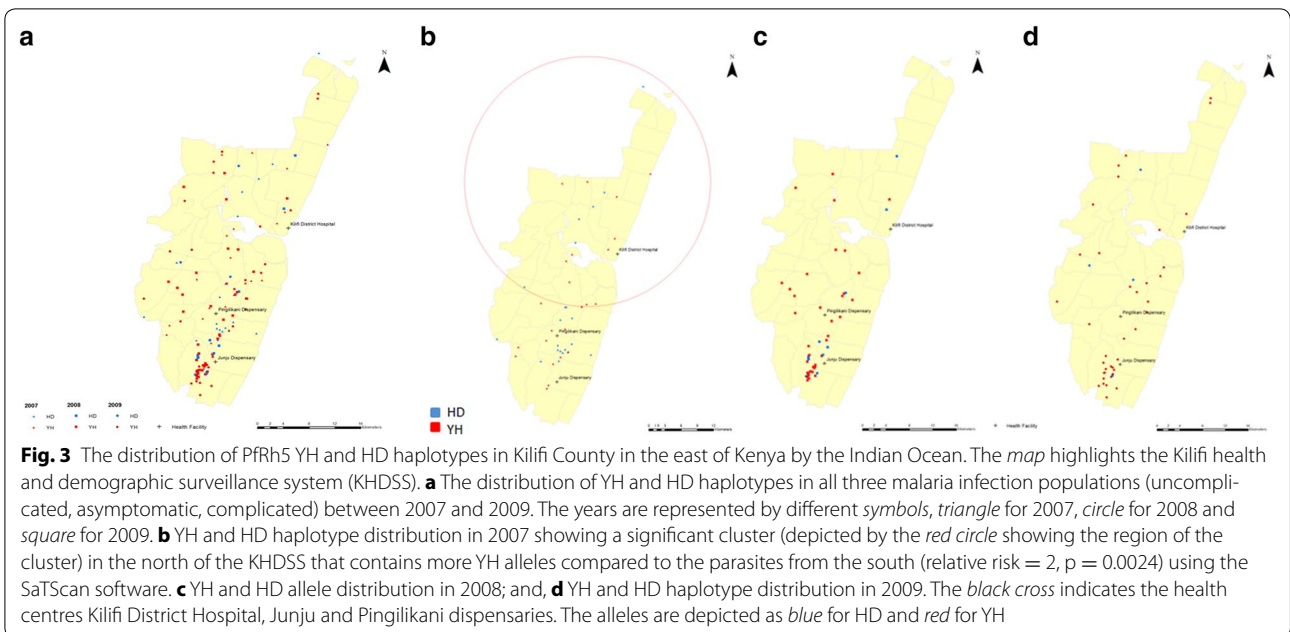 a
b
c
d
N
N
N
N
Kilifi District Hospital
Kilifi District Hospital
Kilifi District Hospital
Kilifi District Hospital
Pingilikani Dispensary
Pingilikani Dispensary
Pingilikani Dispensary
Pingilikani Dispensary
Junju Dispensary
Junju Dispensary
Junju Dispensary
Junju Dispensary
2007 2008 2009
HD HD HD
YH YH YH Health Facility
HD
YH
Health Facility
Fig. 3 The distribution of PfRh5 YH and HD haplotypes in Kilifi County in the east of Kenya by the Indian Ocean. The map highlights the Kilifi health
and demographic surveillance system (KHDSS). a The distribution of YH and HD haplotypes in all three malaria infection populations (uncompli-
cated, asymptomatic, complicated) between 2007 and 2009. The years are represented by different symbols, triangle for 2007, circle for 2008 and
square for 2009. b YH and HD haplotype distribution in 2007 showing a significant cluster (depicted by the red circle showing the region of the
cluster) in the north of the KHDSS that contains more YH alleles compared to the parasites from the south (relative risk = 2, p = 0.0024) using the
SaTScan software. c YH and HD allele distribution in 2008; and, d YH and HD haplotype distribution in 2009. The black cross indicates the health
centres Kilifi District Hospital, Junju and Pingilikani dispensaries. The alleles are depicted as blue for HD and red for YH